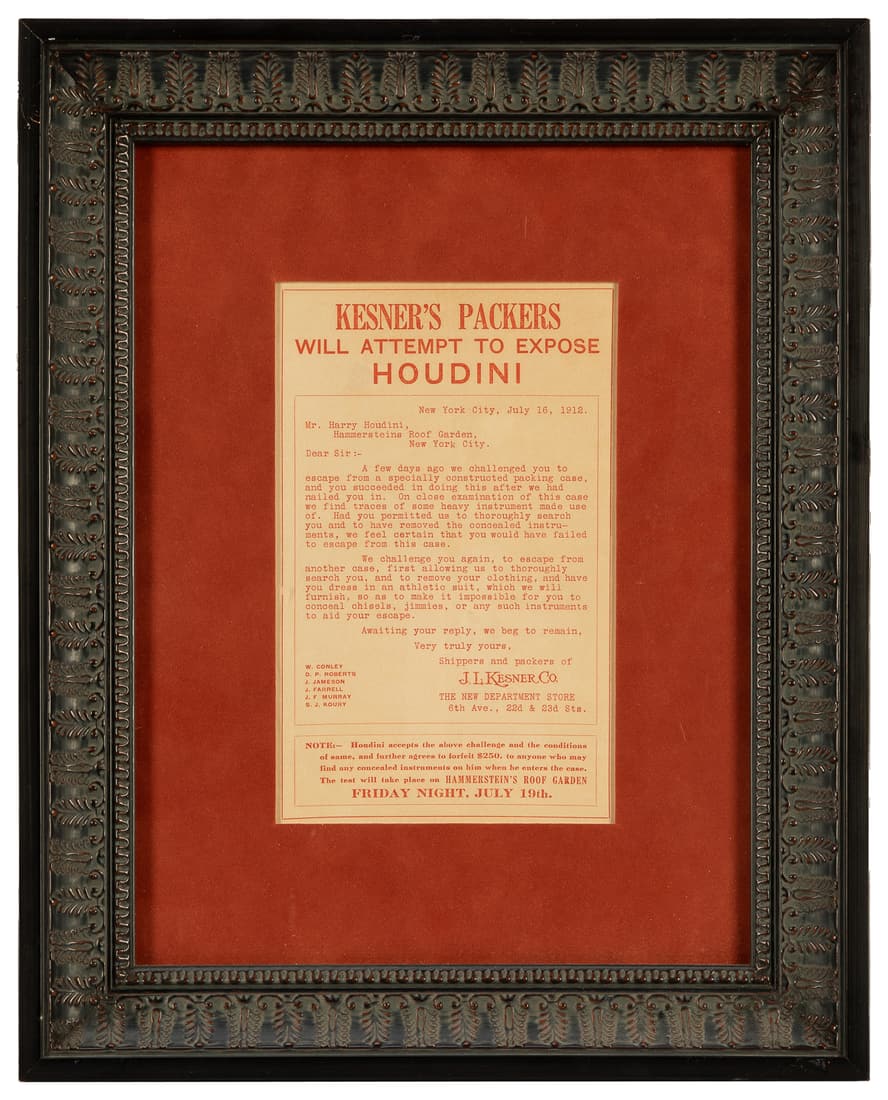 KESNER'S PACKERS
WILL ATTEMPT TO EXPOSE
HOUDINI
New York City, July 16, 1912.
Mr. Harry Houdini,
Hammersteins Roof Garden,
New York City.
Dear Sir:-
A few days ago we challenged you to
escape from a specially constructed packing case,
and you succeeded in doing this after we had
nailed you in. On close examination of this case
we find traces of some heavy instrument made use
of. Had you permitted us to thoroughly search
you and to have removed the concealed instru-
ments, we feel certain that you would have failed
to escape from this case.
We challenge you again, to escape from
another case, first allowing us to thoroughly
search you, and to remove your clothing, and have
you dress in an athletic suit, which we will
furnish, so as to make it impossible for you to
conceal chisels, jimmies, or any such instruments
to aid your escape.
Awaiting your reply, we beg to remain,
Very truly yours,
Shippers and packers of
J. L. KESNER CO.
THE NEW DEPARTMENT STORE
6th Ave., 22d & 23d Sts.
W. CONLEY
D. P. ROBERTS
J. JAMESON
J. FARRELL
J. F. MURRAY
S. J. KOURY
NOTE:— Houdini accepts the above challenge and the conditions
of same, and further agrees to forfeit $250, to anyone who may
find any concealed instruments on him when he enters the case.
The test will take place on HAMMERSTEIN'S ROOF GARDEN
FRIDAY NIGHT, JULY 19th.